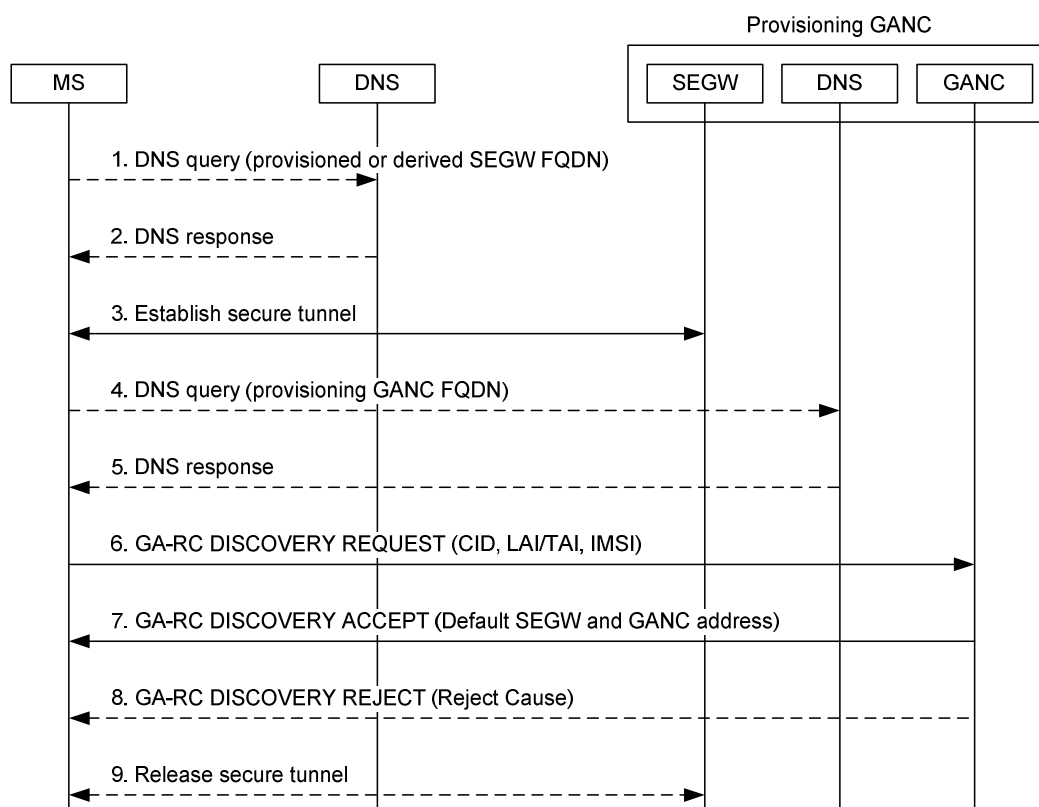 Provisioning GANC
MS
DNS
SEGW
DNS
GANC
1. DNS query (provisioned or derived SEGW FQDN)
2. DNS response
3. Establish secure tunnel
4. DNS query (provisioning GANC FQDN)
5. DNS response
6. GA-RC DISCOVERY REQUEST (CID, LAI/TAI, IMSI)
7. GA-RC DISCOVERY ACCEPT (Default SEGW and GANC address)
8. GA-RC DISCOVERY REJECT (Reject Cause)
9. Release secure tunnel